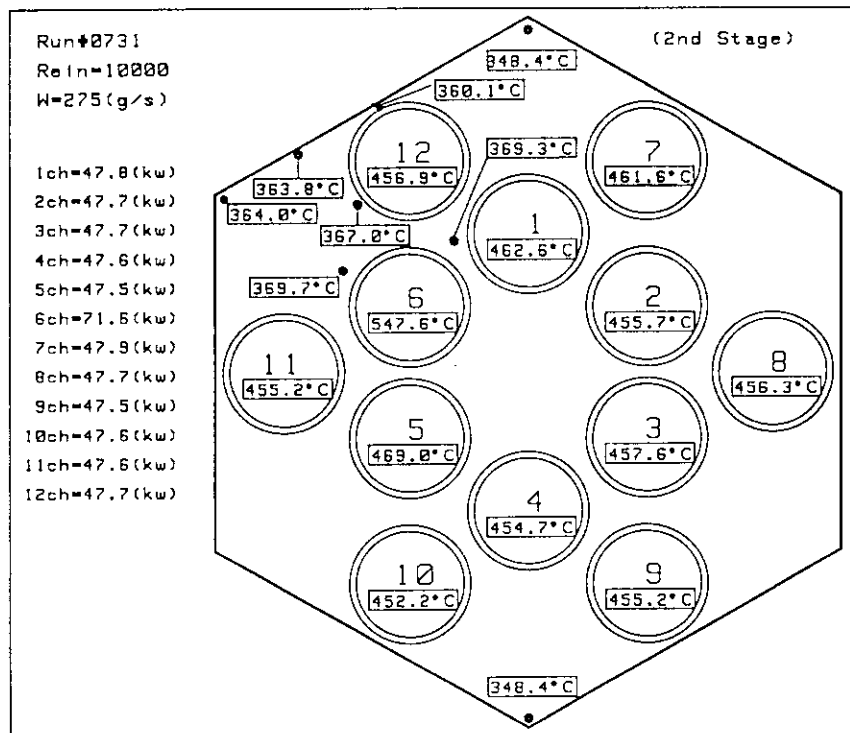 Run#0731
Rein=10000
W=275(g/s)
(2nd Stage)
348.4°C
360.1°C
369.3°C
12
456.9°C
7
461.6°C
363.8°C
364.0°C
367.0°C
1
462.6°C
369.7°C
6
547.6°C
2
455.7°C
11
455.2°C
8
456.3°C
5
469.0°C
3
457.6°C
4
454.7°C
10
452.2°C
9
455.2°C
348.4°C
1ch=47.8(kw)
2ch=47.7(kw)
3ch=47.7(kw)
4ch=47.6(kw)
5ch=47.5(kw)
6ch=71.6(kw)
7ch=47.9(kw)
8ch=47.7(kw)
9ch=47.5(kw)
10ch=47.6(kw)
11ch=47.6(kw)
12ch=47.7(kw)